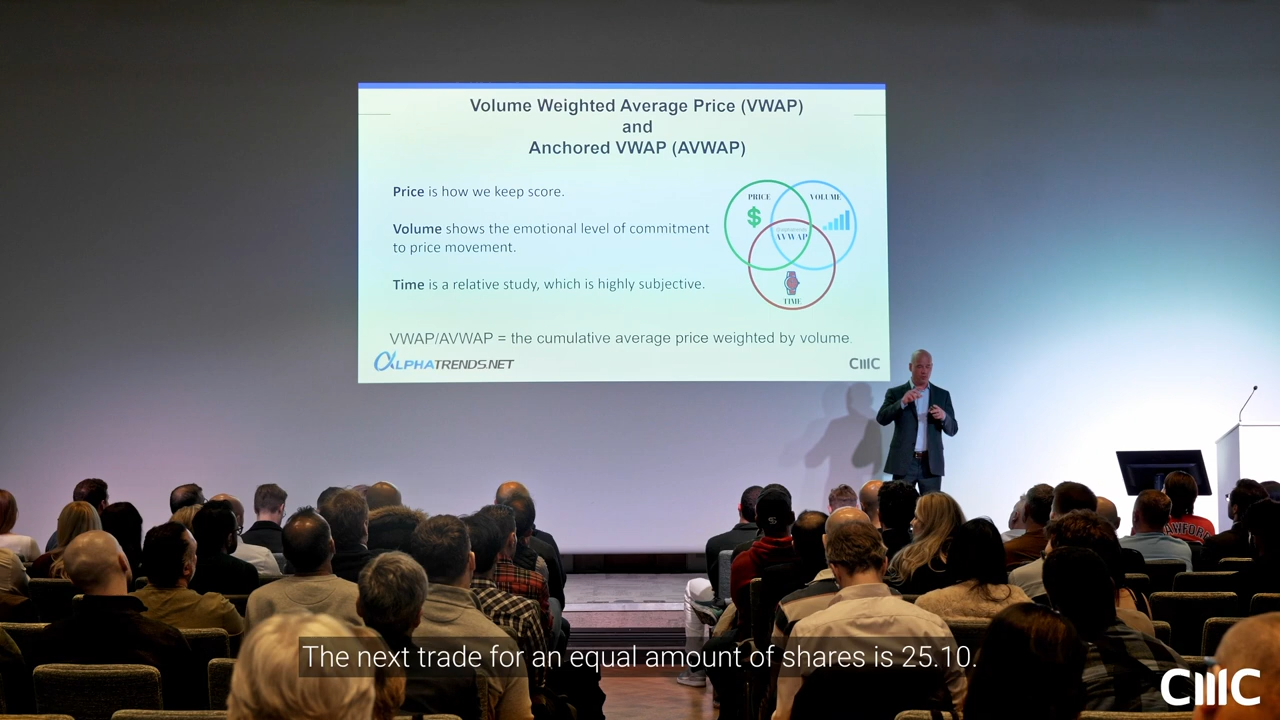 Volume Weighted Average Price (VWAP)
and
Anchored VWAP (AVWAP)
Price is how we keep score.
Volume shows the emotional level of commitment
to price movement.
Time is a relative study, which is highly subjective.
PRICE
$
VOLUME
AVWAP
TIME
VWAP/AVWAP = the cumulative average price weighted by volume.
ALPHATRENDS.NET
CMC
The next trade for an equal amount of shares is 25.10.
CMC